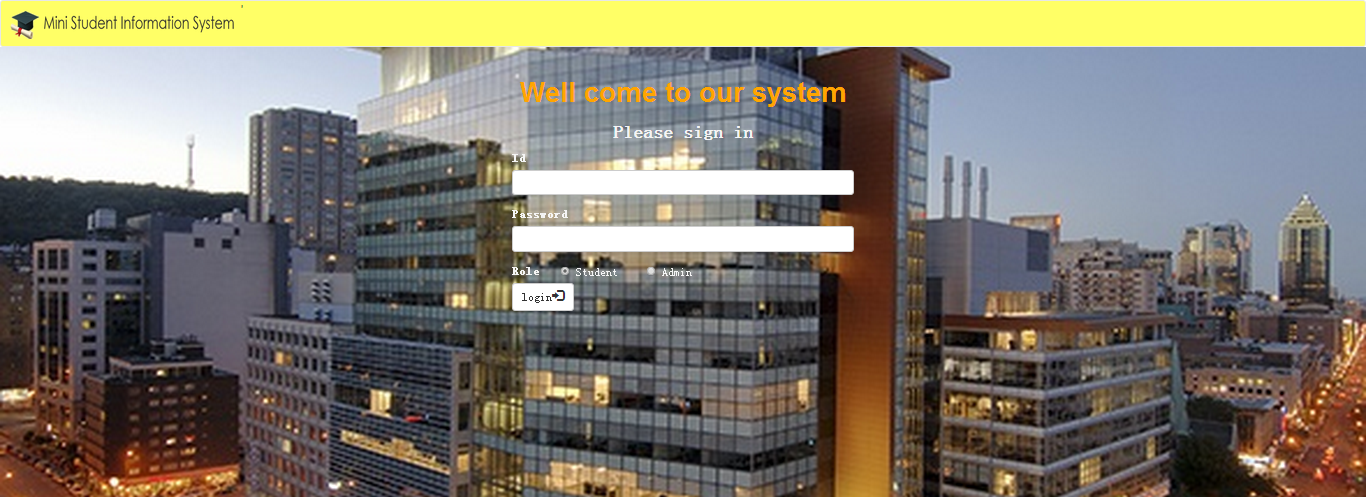 Mini Student Information System
Well come to our system
Please sign in
Id
Password
Role Student Admin
login